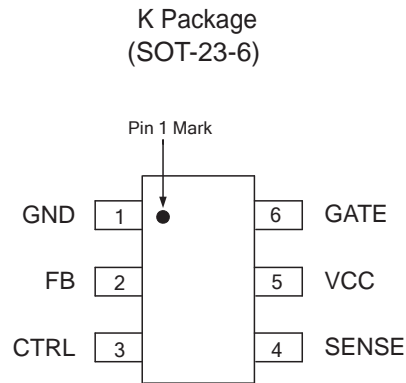 K Package
(SOT-23-6)
Pin 1 Mark
GND 1 6 GATE
FB 2 5 VCC
CTRL 3 4 SENSE